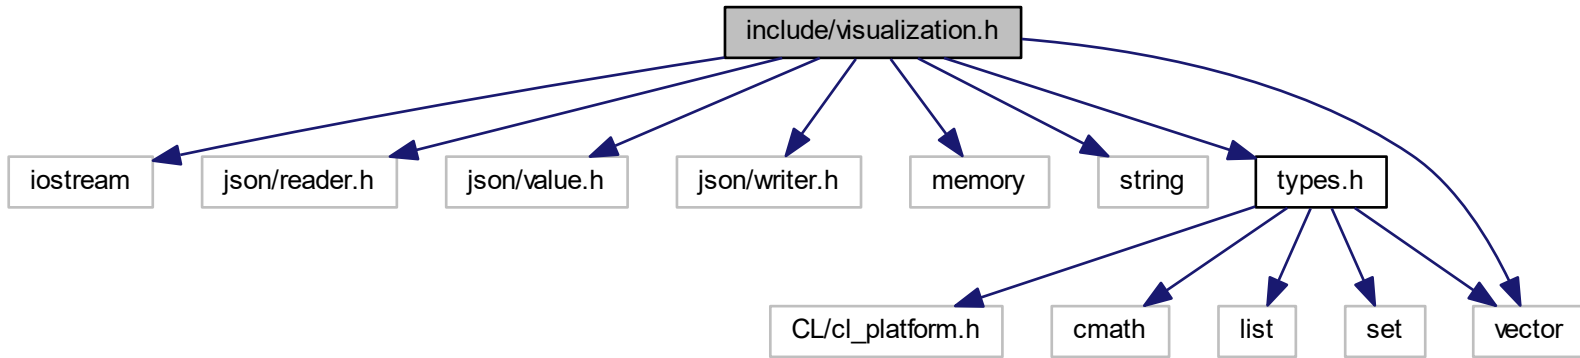 include/visualization.h
iostream
json/reader.h
json/value.h
json/writer.h
memory
string
types.h
CL/cl_platform.h
cmath
list
set
vector